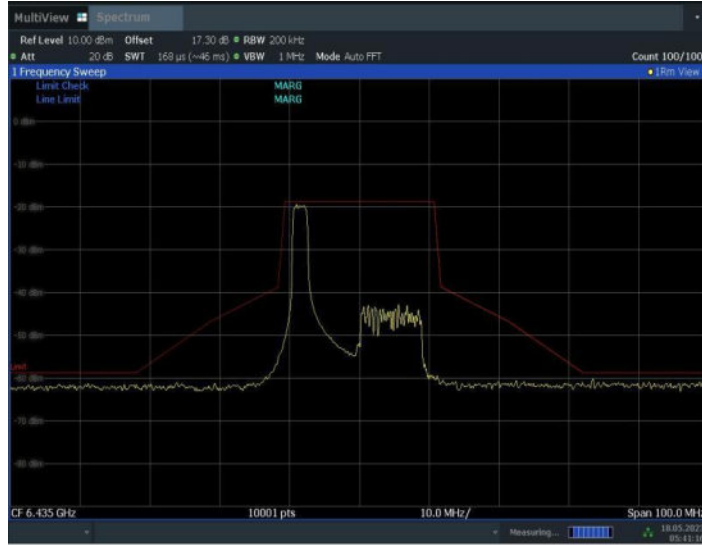 MultiView Spectrum
Ref Level 10.00 dBm Offset 17.30 dB RBW 200 kHz
Att 20 dB SWT 168 µs (~46 ms) VBW 1 MHz Mode Auto FFT Count 100/100
1 Frequency Sweep 1Rm View
Limit Check MARG
Line Limit MARG
0 dBm
-10 dBm
-20 dBm
-30 dBm
-40 dBm
-50 dBm
-60 dBm
-70 dBm
-80 dBm
CF 6.435 GHz 10001 pts 10.0 MHz/ Span 100.0 MHz
Measuring...
05:41:16